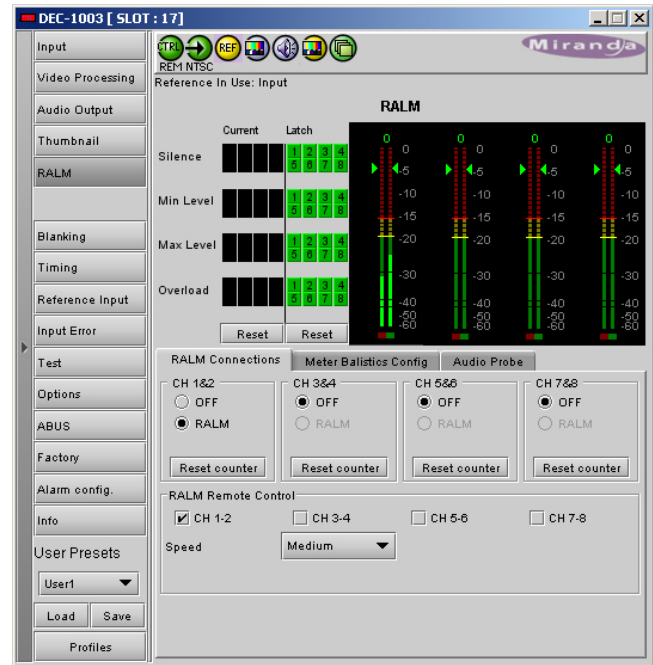 DEC-1003 [ SLOT : 17]
Input
Video Processing
Audio Output
Thumbnail
RALM
Blanking
Timing
Reference Input
Input Error
Test
Options
ABUS
Factory
Alarm config.
Info
User Presets
User1
Load Save
Profiles
CTRL REF
REM NTSC
Miranda
Reference In Use: Input
RALM
Current Latch
Silence
1 2 3 4
5 6 7 8
Min Level
1 2 3 4
5 6 7 8
Max Level
1 2 3 4
5 6 7 8
Overload
1 2 3 4
5 6 7 8
Reset Reset
0 0 0 0
0 0 0 0
-5 -5 -5 -5
-10 -10 -10 -10
-15 -15 -15 -15
-20 -20 -20 -20
-30 -30 -30 -30
-40 -40 -40 -40
-50 -50 -50 -50
-60 -60 -60 -60
RALM Connections Meter Balistics Config Audio Probe
CH 1&2 CH 3&4 CH 5&6 CH 7&8
OFF OFF OFF OFF
RALM RALM RALM RALM
Reset counter Reset counter Reset counter Reset counter
RALM Remote Control
CH 1-2 CH 3-4 CH 5-6 CH 7-8
Speed Medium